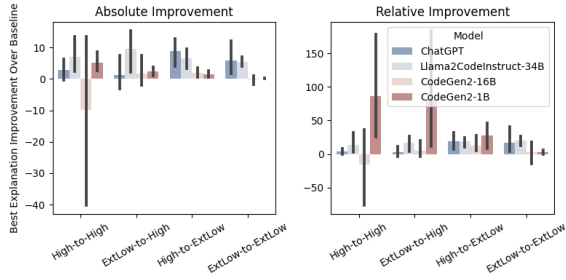 Absolute Improvement
Relative Improvement
Best Explanation Improvement Over Baseline
10
0
−10
−20
−30
−40
150
100
50
0
−50
Model
ChatGPT
Llama2CodeInstruct-34B
CodeGen2-16B
CodeGen2-1B
High-to-High
ExtLow-to-High
High-to-ExtLow
ExtLow-to-ExtLow
High-to-High
ExtLow-to-High
High-to-ExtLow
ExtLow-to-ExtLow